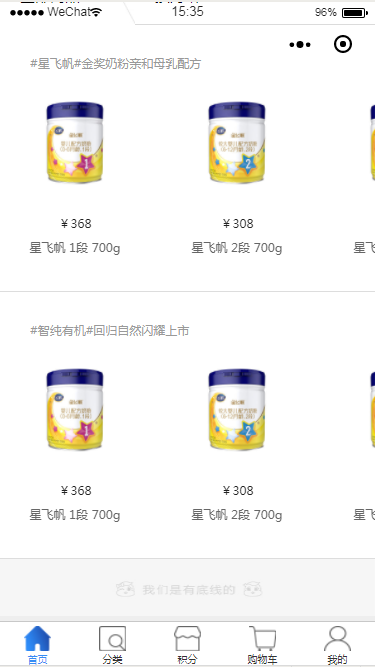 WeChat 15:35 96%
#星飞帆#金奖奶粉亲和母乳配方
¥368 ¥308
星飞帆 1段 700g 星飞帆 2段 700g 星飞
#智纯有机#回归自然闪耀上市
¥368 ¥308
星飞帆 1段 700g 星飞帆 2段 700g 星飞
我们是有底线的
首页 分类 积分 购物车 我的